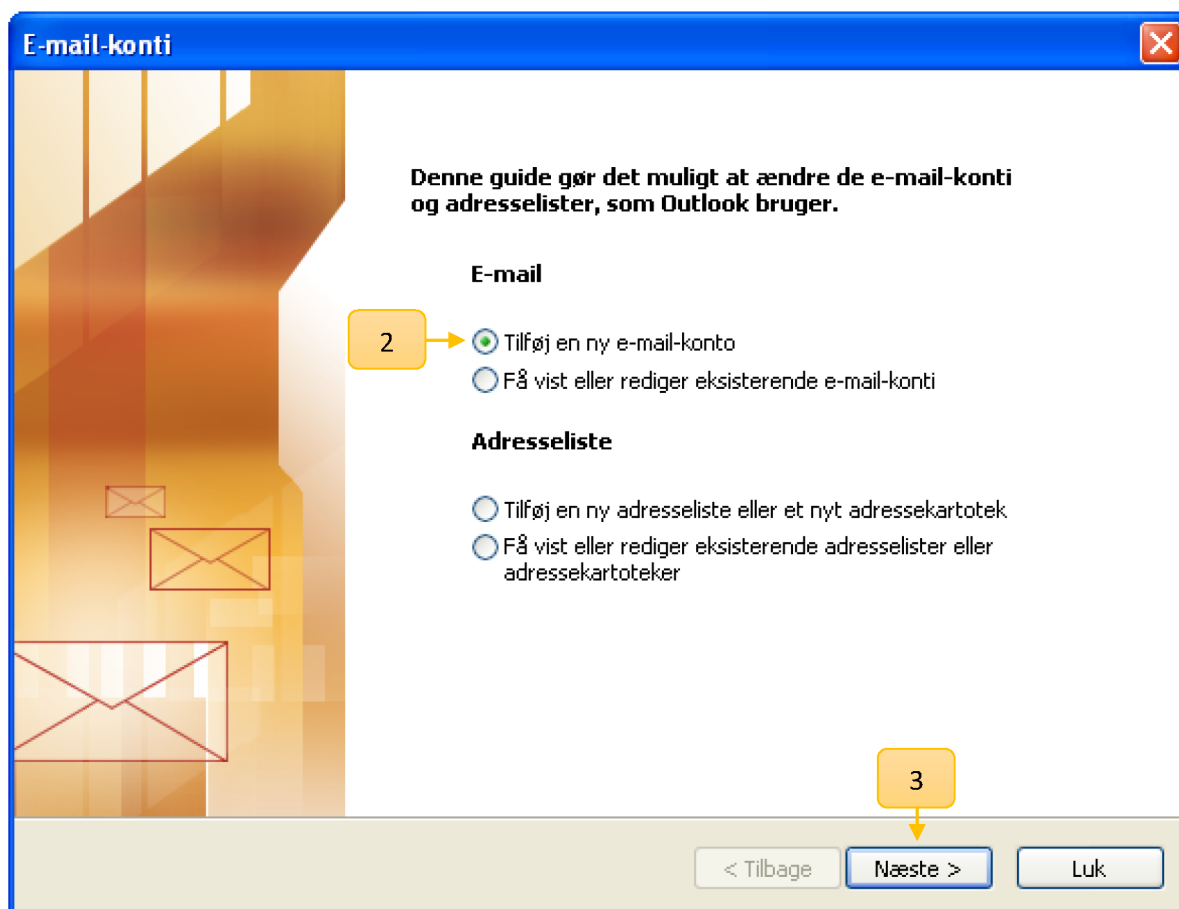 E-mail-konti
Denne guide gør det muligt at ændre de e-mail-konti
og adresselister, som Outlook bruger.
E-mail
2
Tilføj en ny e-mail-konto
Få vist eller rediger eksisterende e-mail-konti
Adresseliste
Tilføj en ny adresseliste eller et nyt adressekartotek
Få vist eller rediger eksisterende adresselister eller
adressekartoteker
3
< Tilbage
Næste >
Luk